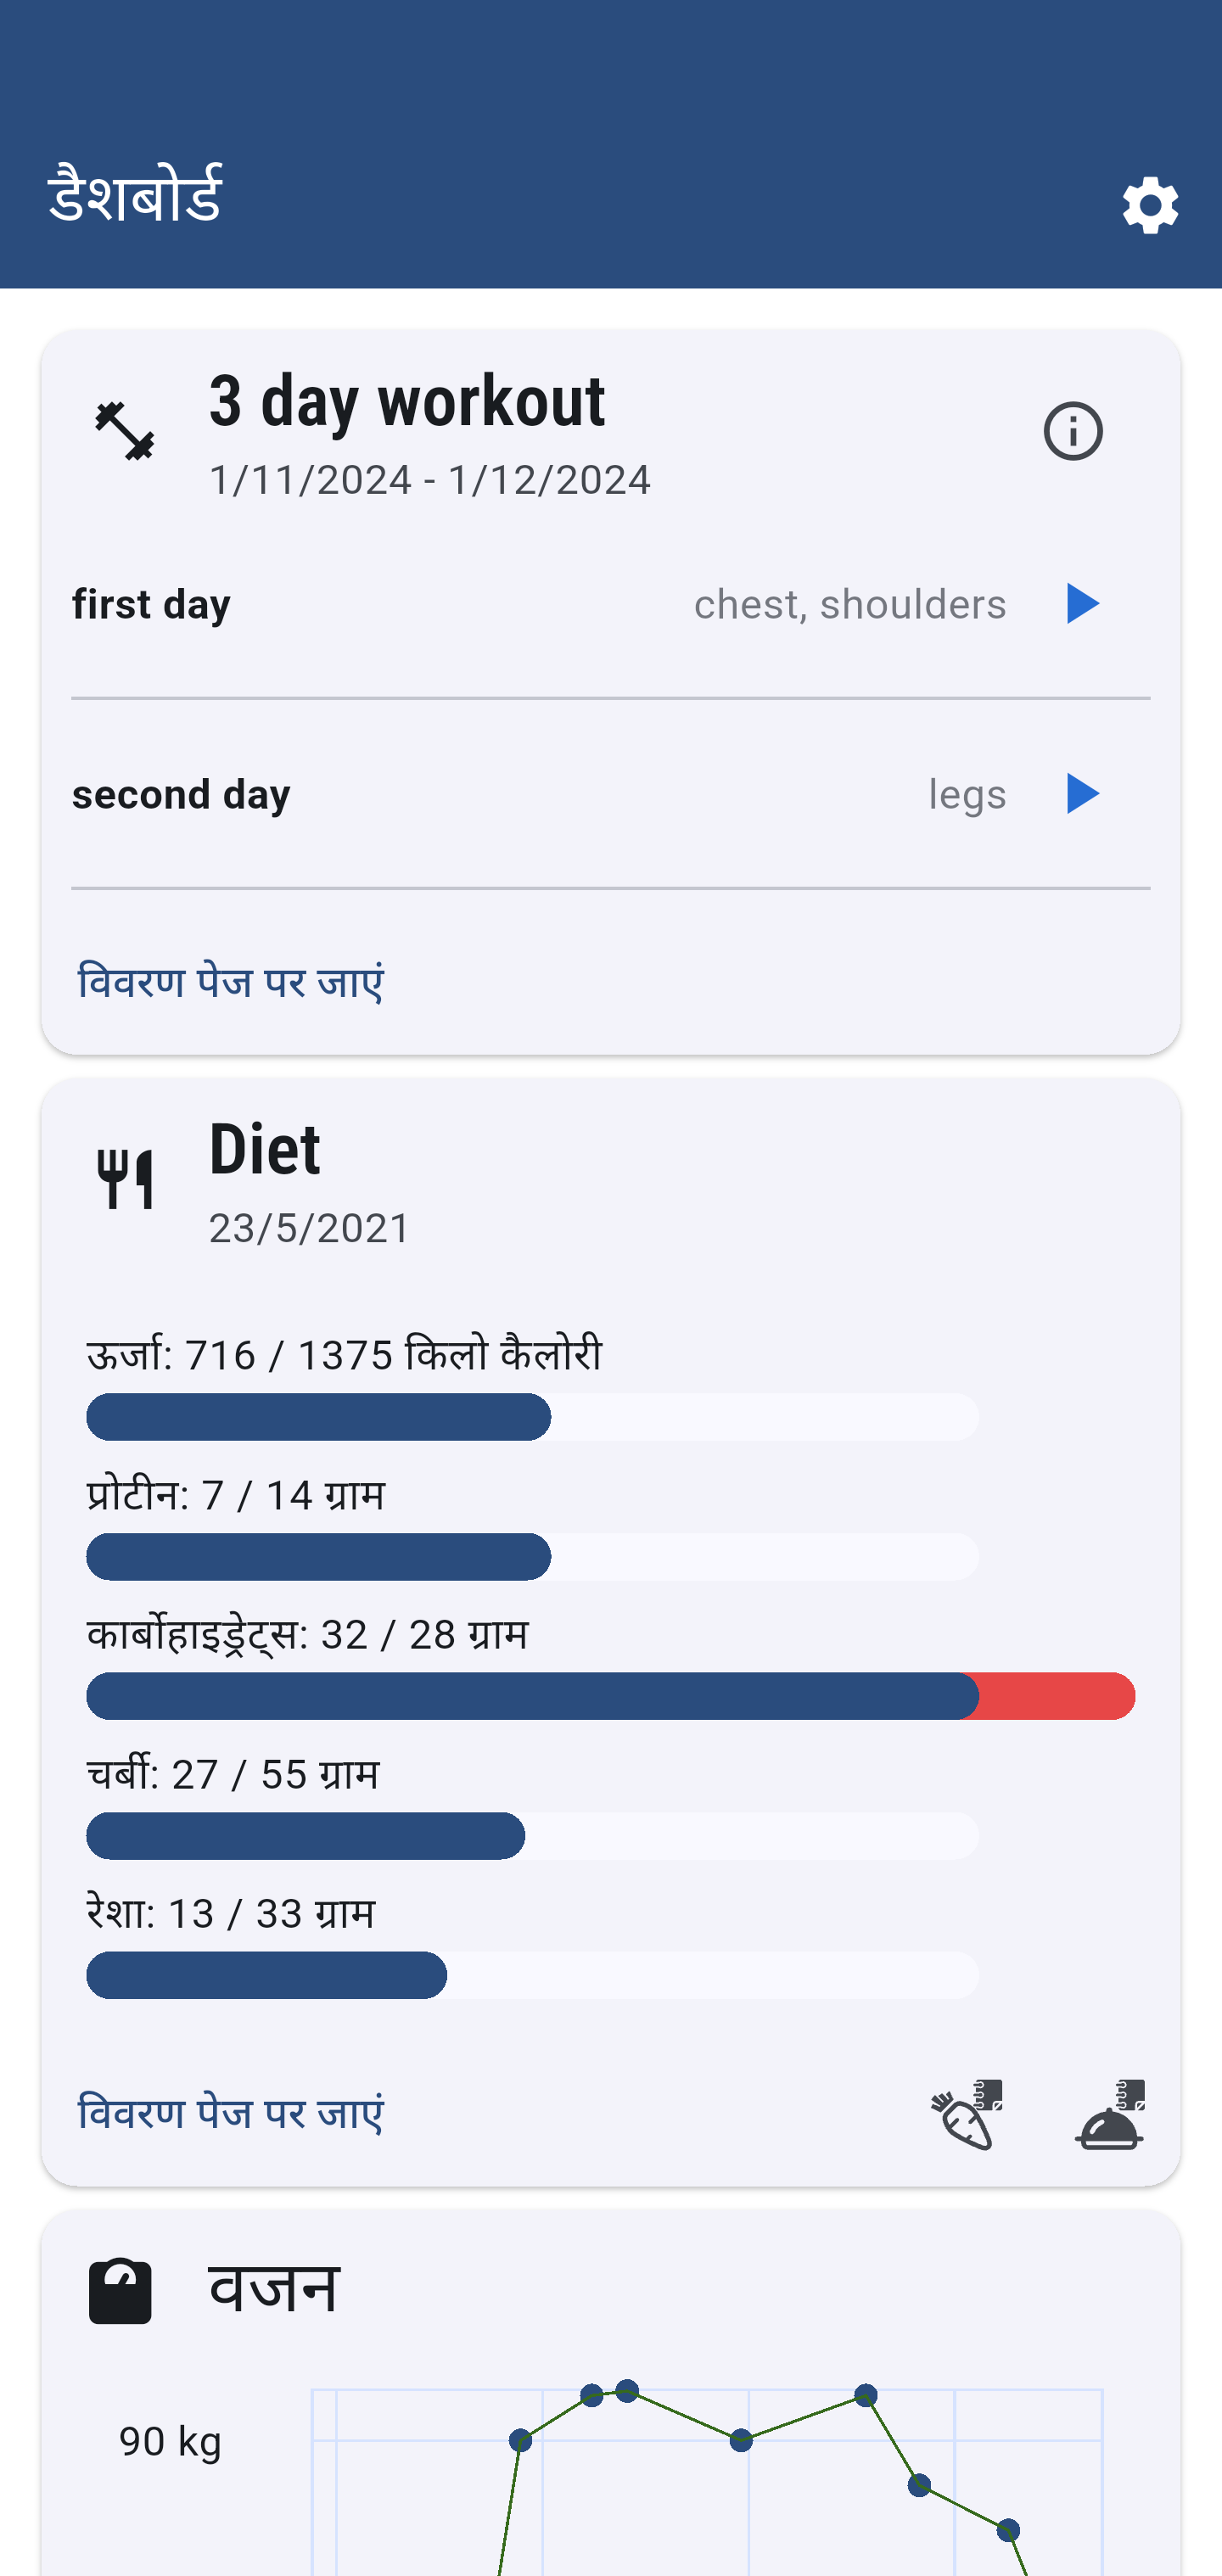 डैशबोर्ड
3 day workout
1/11/2024 - 1/12/2024
first day chest, shoulders
second day legs
विवरण पेज पर जाएं
Diet
23/5/2021
ऊर्जा: 716 / 1375 किलो कैलोरी
प्रोटीन: 7 / 14 ग्राम
कार्बोहाइड्रेट्स: 32 / 28 ग्राम
चर्बी: 27 / 55 ग्राम
रेशा: 13 / 33 ग्राम
विवरण पेज पर जाएं
वजन
90 kg